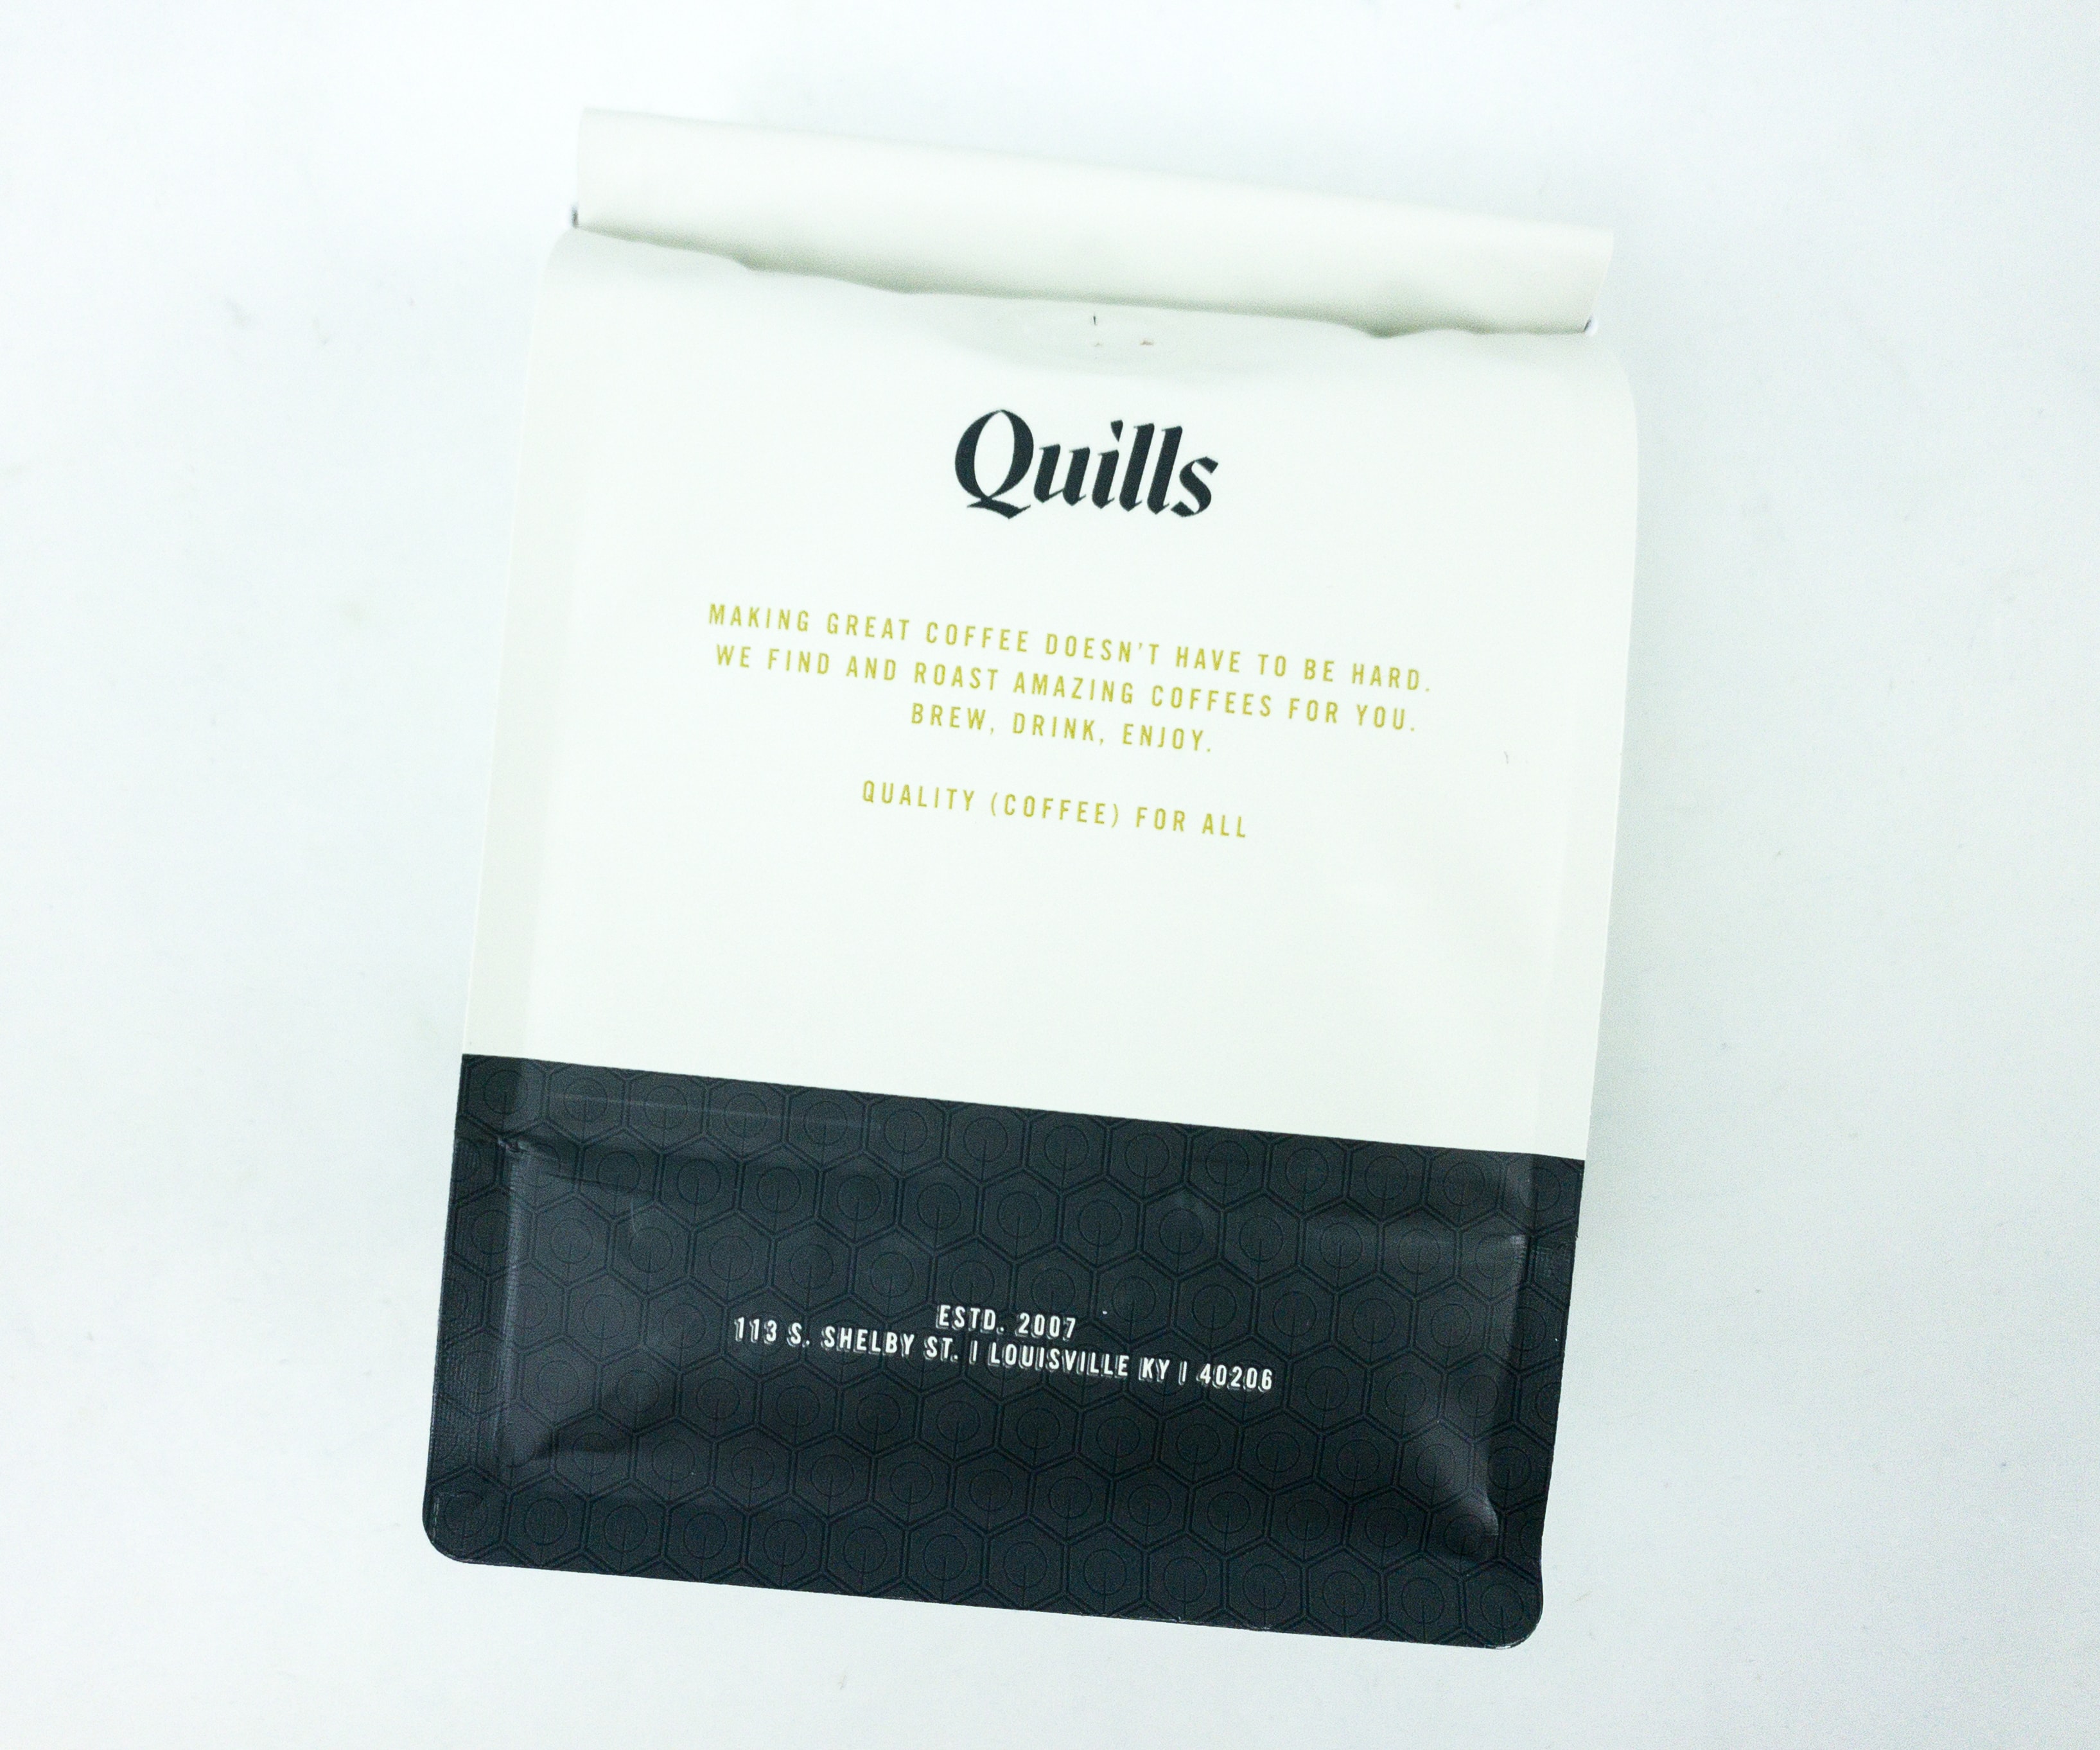 Quills
MAKING GREAT COFFEE DOESN'T HAVE TO BE HARD.
WE FIND AND ROAST AMAZING COFFEES FOR YOU.
BREW, DRINK, ENJOY.
QUALITY (COFFEE) FOR ALL
ESTD. 2007
113 S. SHELBY ST. | LOUISVILLE KY | 40206